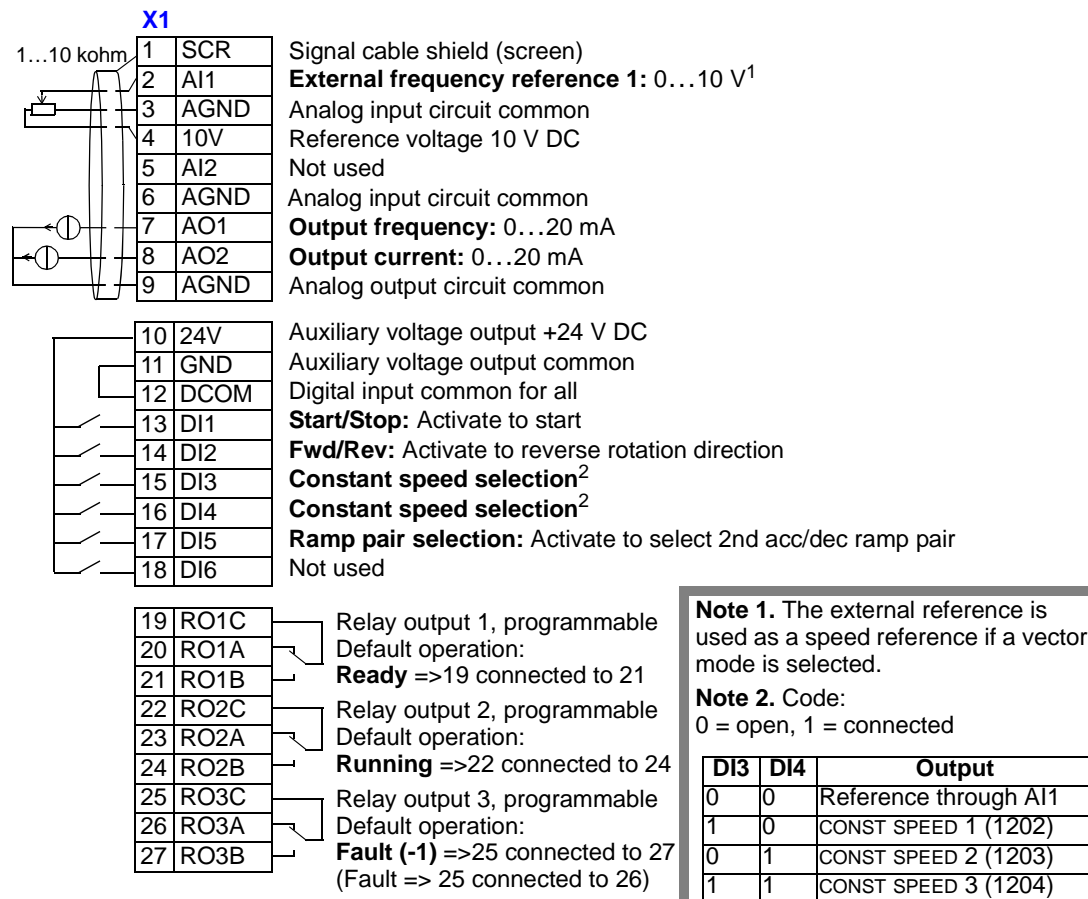 X1
1…10 kohm
1 SCR Signal cable shield (screen)
2 AI1 External frequency reference 1: 0…10 V1
3 AGND Analog input circuit common
4 10V Reference voltage 10 V DC
5 AI2 Not used
6 AGND Analog input circuit common
7 AO1 Output frequency: 0…20 mA
8 AO2 Output current: 0…20 mA
9 AGND Analog output circuit common
10 24V Auxiliary voltage output +24 V DC
11 GND Auxiliary voltage output common
12 DCOM Digital input common for all
13 DI1 Start/Stop: Activate to start
14 DI2 Fwd/Rev: Activate to reverse rotation direction
15 DI3 Constant speed selection2
16 DI4 Constant speed selection2
17 DI5 Ramp pair selection: Activate to select 2nd acc/dec ramp pair
18 DI6 Not used
19 RO1C Relay output 1, programmable
20 RO1A Default operation:
21 RO1B Ready =>19 connected to 21
22 RO2C Relay output 2, programmable
23 RO2A Default operation:
24 RO2B Running =>22 connected to 24
25 RO3C Relay output 3, programmable
26 RO3A Default operation:
27 RO3B Fault (-1) =>25 connected to 27
(Fault => 25 connected to 26)
Note 1. The external reference is
used as a speed reference if a vector
mode is selected.
Note 2. Code:
0 = open, 1 = connected
DI3 DI4 Output
0 0 Reference through AI1
1 0 CONST SPEED 1 (1202)
0 1 CONST SPEED 2 (1203)
1 1 CONST SPEED 3 (1204)